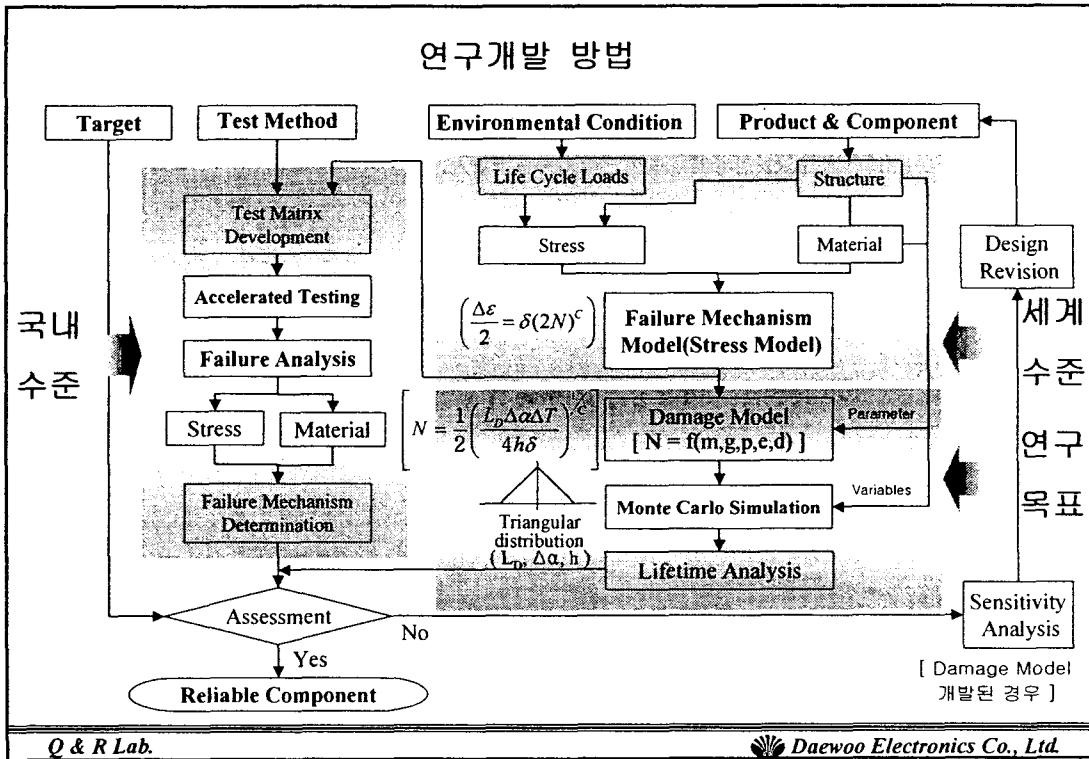 연구개발 방법
Target
Test Method
Environmental Condition
Product & Component
Life Cycle Loads
Structure
Test Matrix
Development
Stress
Material
Design
Revision
Accelerated Testing
국내
수준
(Δε/2 = δ(2N)^C)
Failure Mechanism
Model(Stress Model)
세계
수준
연구
목표
Failure Analysis
Stress
Material
[N = 1/2 (L_D Δα ΔT / 4hδ)^{1/C}]
Damage Model
[ N = f(m,g,p,e,d) ]
Parameter
Failure Mechanism
Determination
Triangular
distribution
( L_D, Δα, h )
Monte Carlo Simulation
Variables
Lifetime Analysis
Assessment
No
Yes
Sensitivity
Analysis
Reliable Component
[ Damage Model
개발된 경우 ]
Q & R Lab.
Daewoo Electronics Co., Ltd.